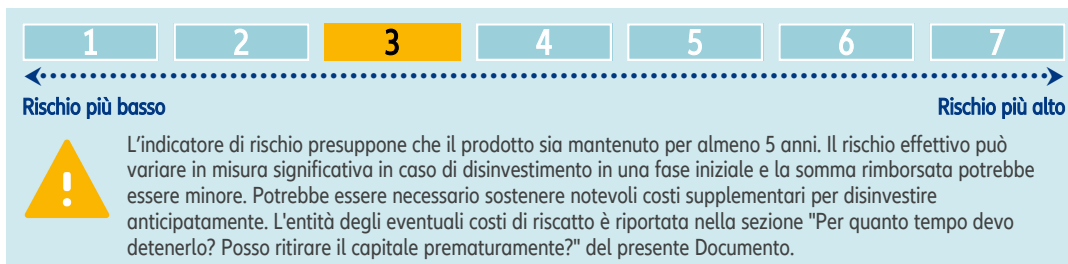 1 2 3 4 5 6 7
Rischio più basso Rischio più alto
L'indicatore di rischio presuppone che il prodotto sia mantenuto per almeno 5 anni. Il rischio effettivo può
variare in misura significativa in caso di disinvestimento in una fase iniziale e la somma rimborsata potrebbe
essere minore. Potrebbe essere necessario sostenere notevoli costi supplementari per disinvestire
anticipatamente. L'entità degli eventuali costi di riscatto è riportata nella sezione "Per quanto tempo devo
detenerlo? Posso ritirare il capitale prematuramente?" del presente Documento.